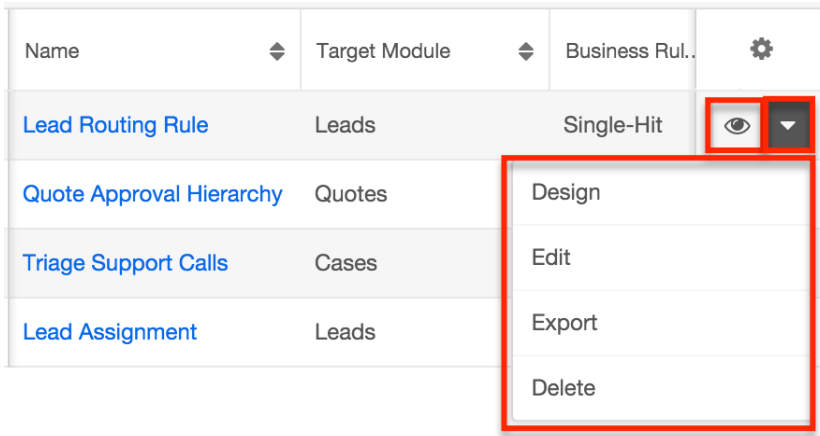 Name Target Module Business Rul..
Lead Routing Rule Leads Single-Hit
Quote Approval Hierarchy Quotes
Design
Triage Support Calls Cases
Edit
Lead Assignment Leads
Export
Delete